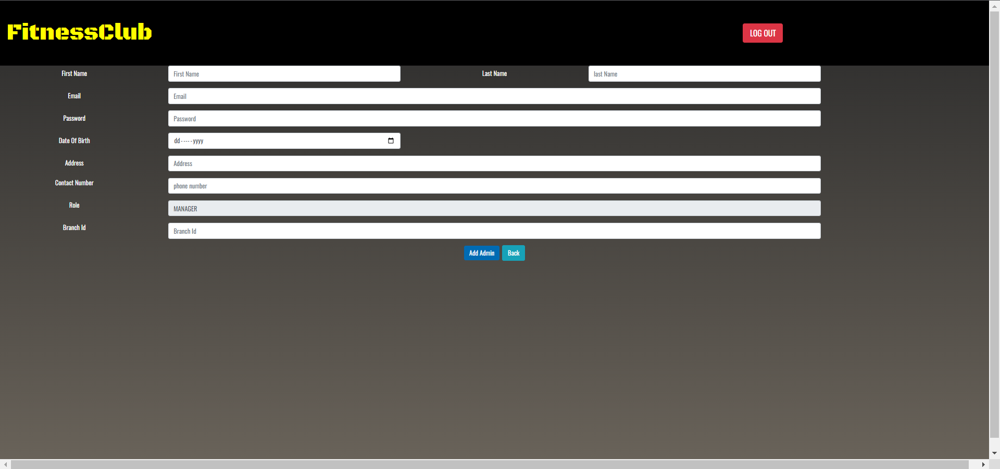 FitnessClub
LOG OUT
First Name First Name Last Name last Name
Email Email
Password Password
Date Of Birth dd-----yyyy
Address Address
Contact Number phone number
Role MANAGER
Branch Id Branch Id
Add Admin Back